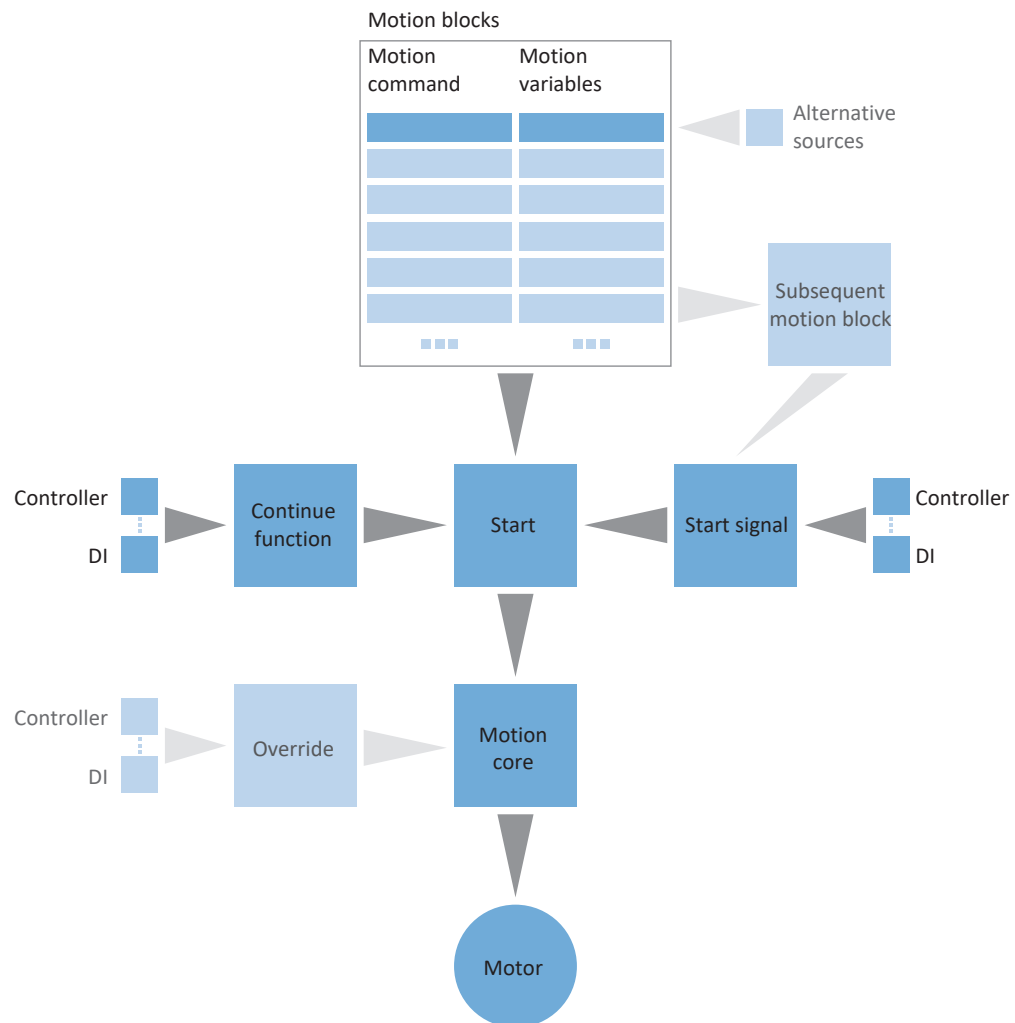 Motion blocks
Motion
command
Motion
variables
Alternative
sources
Subsequent
motion block
Controller
DI
Continue
function
Start
Start signal
Controller
DI
Controller
DI
Override
Motion
core
Motor